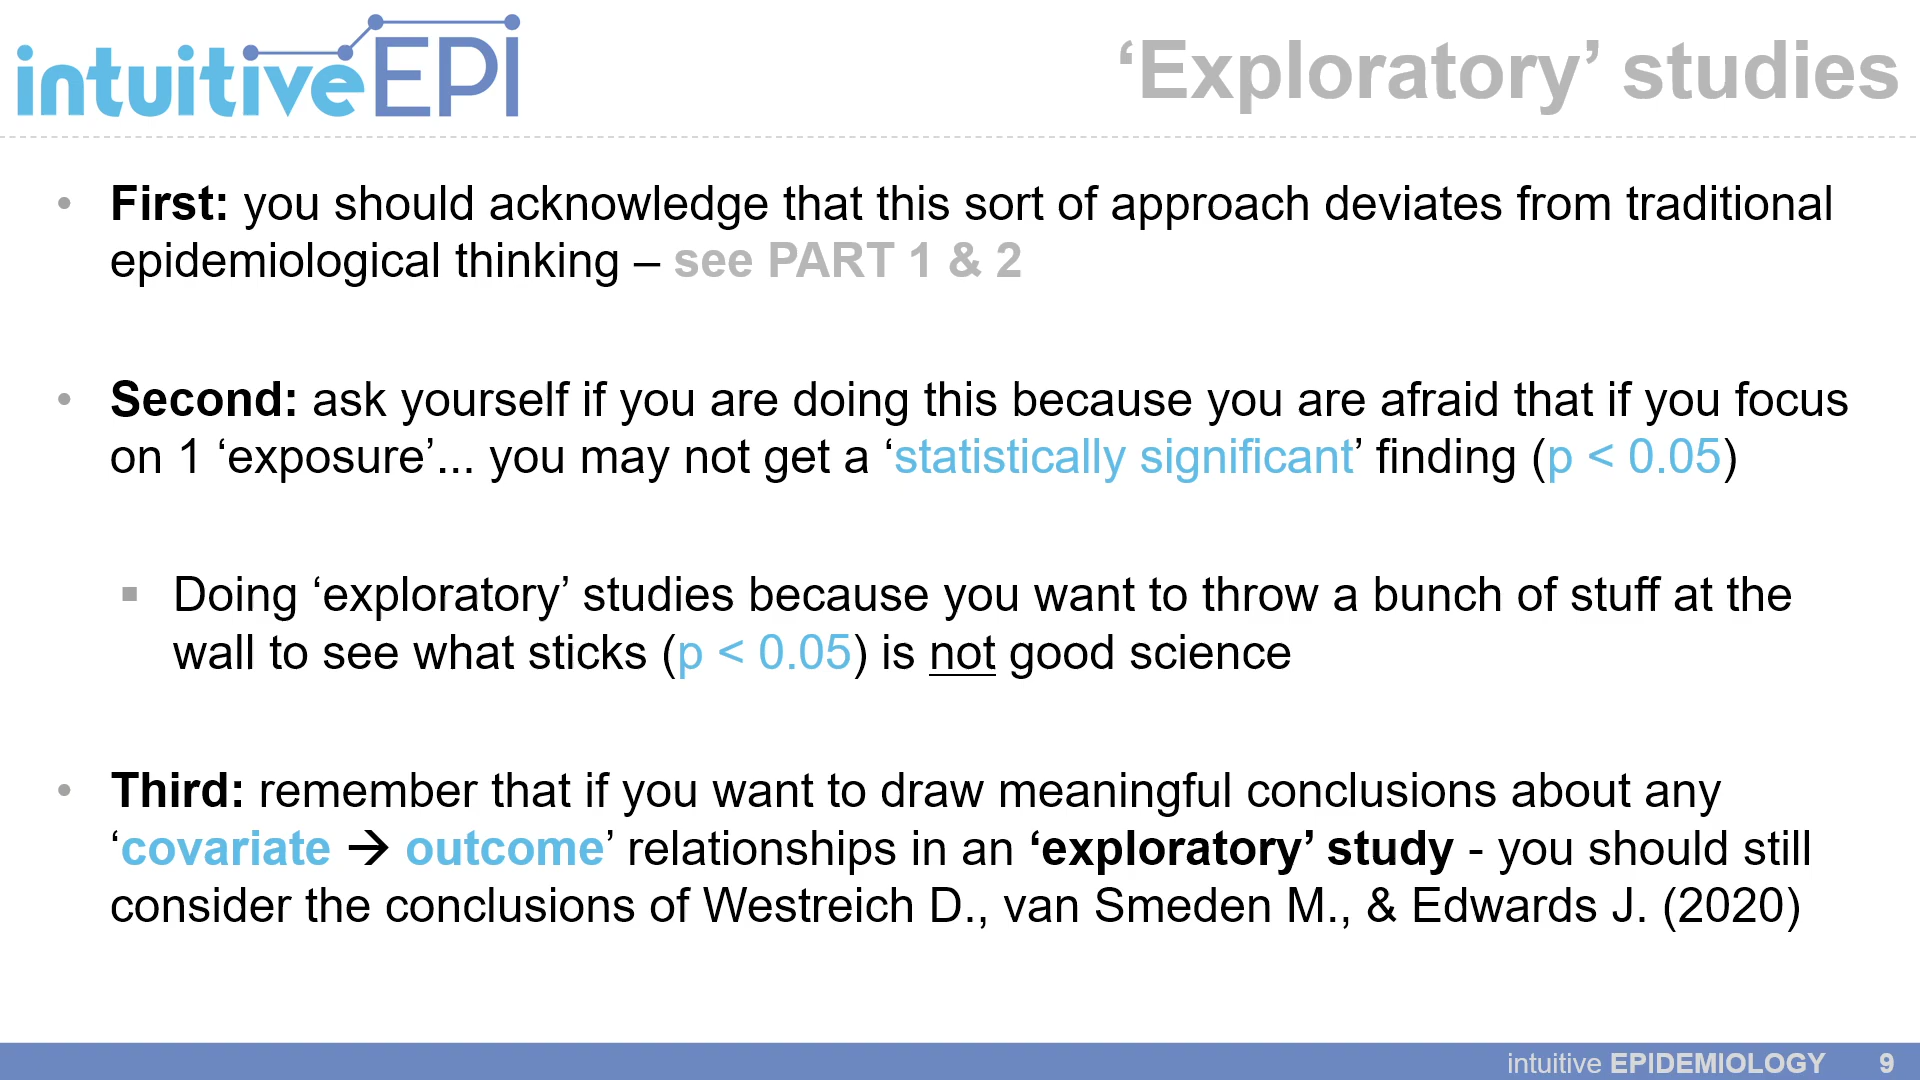 intuitiveEPI
‘Exploratory’ studies
• First: you should acknowledge that this sort of approach deviates from traditional
epidemiological thinking – see PART 1 & 2
• Second: ask yourself if you are doing this because you are afraid that if you focus
on 1 ‘exposure’... you may not get a ‘statistically significant’ finding (p < 0.05)
▪ Doing ‘exploratory’ studies because you want to throw a bunch of stuff at the
wall to see what sticks (p < 0.05) is not good science
• Third: remember that if you want to draw meaningful conclusions about any
‘covariate → outcome’ relationships in an ‘exploratory’ study - you should still
consider the conclusions of Westreich D., van Smeden M., & Edwards J. (2020)
intuitive EPIDEMIOLOGY 9